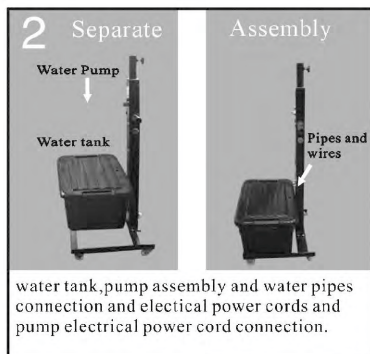 2 Separate Assembly
Water Pump
Water tank
Pipes and
wires
water tank,pump assembly and water pipes
connection and electical power cords and
pump electrical power cord connection.